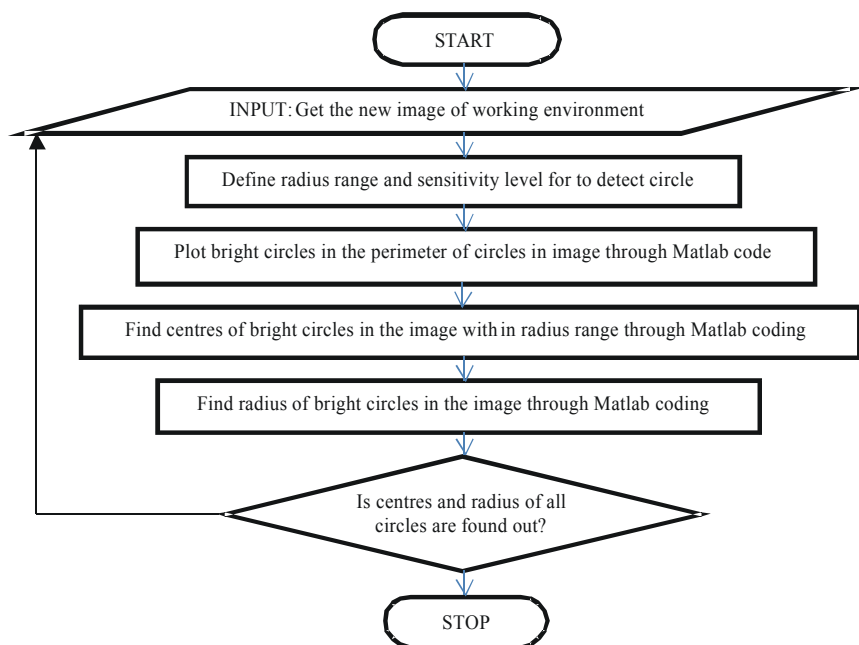 START
INPUT: Get the new image of working environment
Define radius range and sensitivity level for to detect circle
Plot bright circles in the perimeter of circles in image through Matlab code
Find centres of bright circles in the image with in radius range through Matlab coding
Find radius of bright circles in the image through Matlab coding
Is centres and radius of all
circles are found out?
STOP